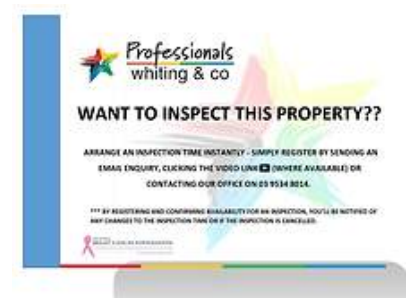 Professionals
whiting & co
WANT TO INSPECT THIS PROPERTY??
ARRANGE AN INSPECTION TIME INSTANTLY - SIMPLY REGISTER BY SENDING AN
EMAIL ENQUIRY, CLICKING THE VIDEO LINK (WHERE AVAILABLE) OR
CONTACTING OUR OFFICE ON 03 9534 8014.
*** BY REGISTERING AND CONFIRMING AVAILABILITY FOR AN INSPECTION, YOU'LL BE NOTIFIED OF
ANY CHANGES TO THE INSPECTION TIME OR IF THE INSPECTION IS CANCELLED.